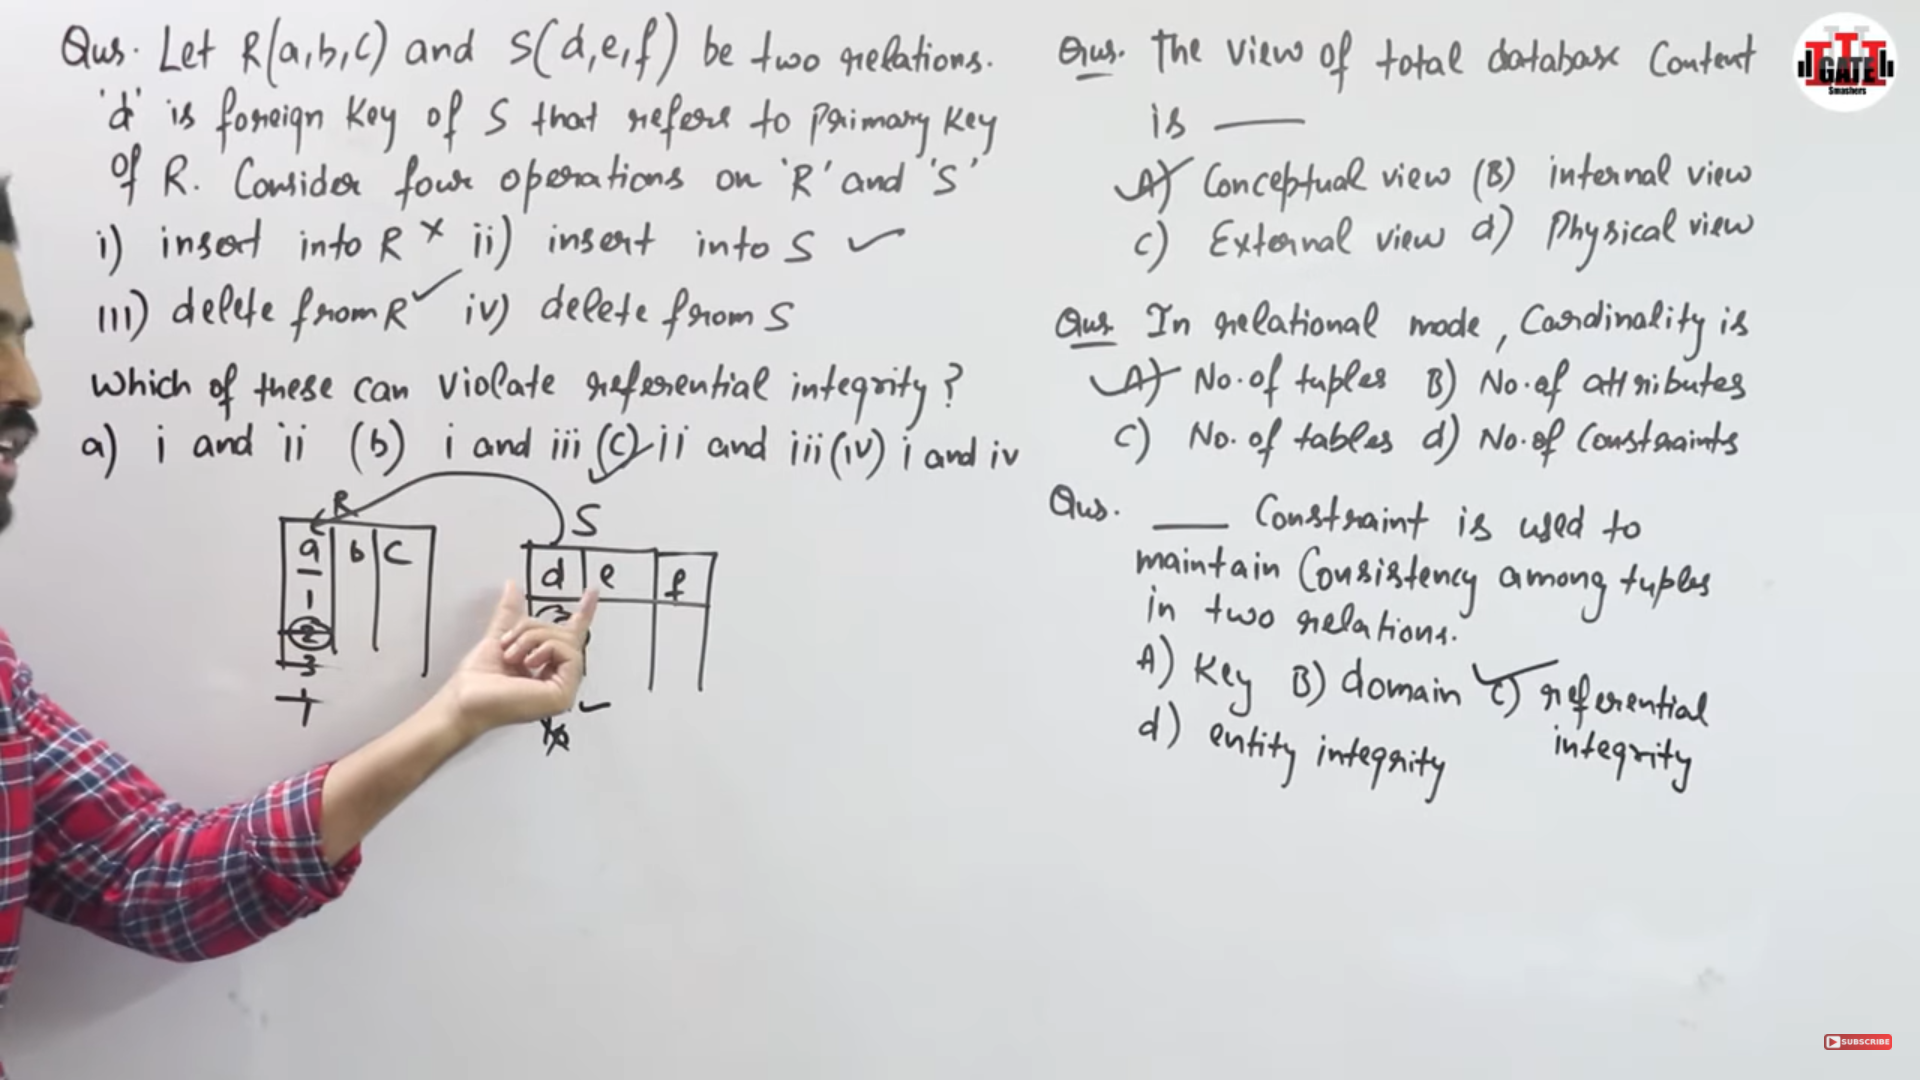 Qus. Let R(a,b,c) and S(d,e,f) be two relations.
'd' is foreign key of S that refers to primary key
of R. Consider four operations on 'R' and 'S'
i) insert into R × ii) insert into S ✓
III) delete from R ✓ iv) delete from S
Which of these can violate referential integrity?
a) i and ii (b) i and iii (c) ii and iii (iv) i and iv
R
S
a b c
d e f
1
2
3
Qus. The view of total database content
is ___
A) Conceptual view (B) internal view
C) External view d) Physical view
Qus In relational mode, Cardinality is
A) No. of tuples B) No. of attributes
C) No. of tables d) No. of Constraints
Qus. ___ Constraint is used to
maintain Consistency among tuples
in two relations.
A) Key B) domain C) referential
integrity
d) entity integrity
GATE
Smashers
SUBSCRIBE